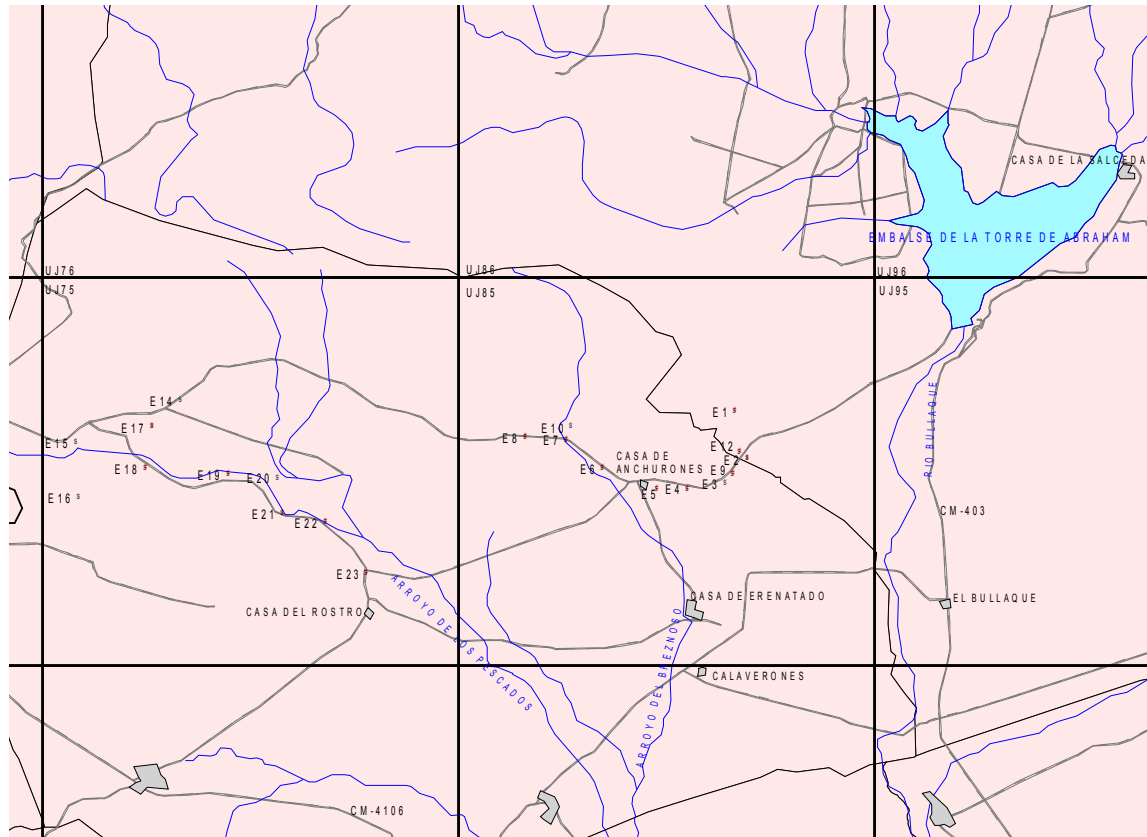 CASA DE LA SALCEDA
EMBALSE DE LA TORRE DE ABRAHAM
UJ76
UJ86
UJ96
UJ75
UJ85
UJ95
RIO BULLAQUE
E14 s
E1 s
E17 s
E10 s
E15 s
E8 s
E7 s
E12 s
CASA DE
ANCHURONES
E2 s
E18 s
E19 s
E20 s
E6 s
E9 s
E3 s
E5 s
E4 s
E16 s
E21 s
E22 s
CM-403
E23 s
ARROYO DE LOS PESCADOS
CASA DE ERENATADO
EL BULLAQUE
CASA DEL ROSTRO
ARROYO DEL BREZNOSO
CALAVERONES
CM-4106